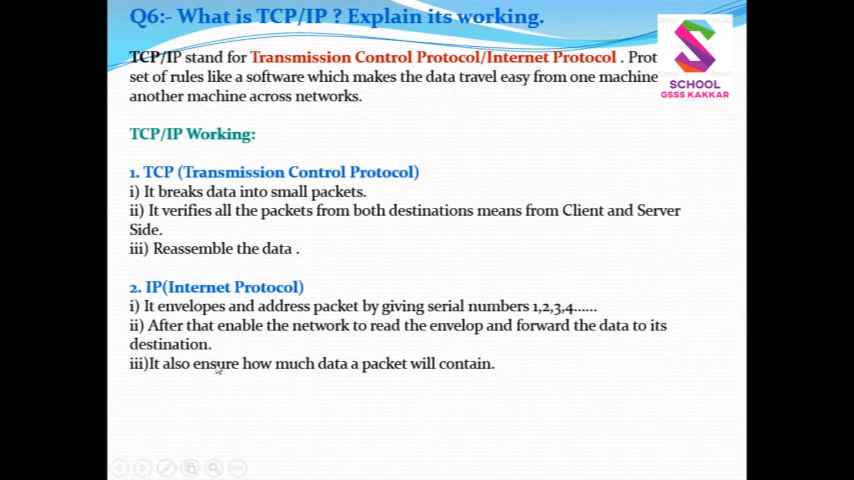 Q6:- What is TCP/IP ? Explain its working.
TCP/IP stand for Transmission Control Protocol/Internet Protocol . Prot
set of rules like a software which makes the data travel easy from one machine
another machine across networks.
SCHOOL
GSSS KAKKAR
TCP/IP Working:
1. TCP (Transmission Control Protocol)
i) It breaks data into small packets.
ii) It verifies all the packets from both destinations means from Client and Server
Side.
iii) Reassemble the data .
2. IP(Internet Protocol)
i) It envelopes and address packet by giving serial numbers 1,2,3,4......
ii) After that enable the network to read the envelop and forward the data to its
destination.
iii)It also ensure how much data a packet will contain.